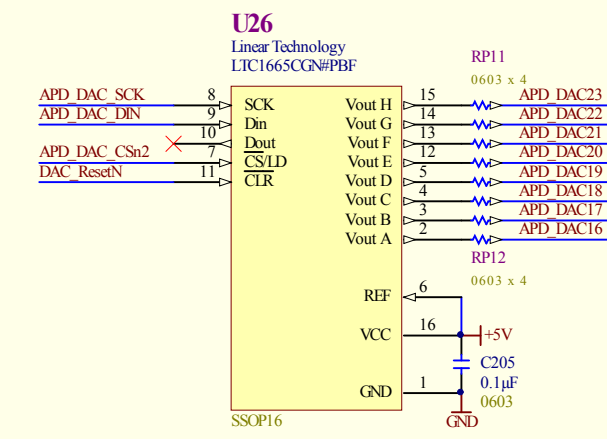 U26
Linear Technology
LTC1665CGN#PBF
RP11
0603 x 4
APD_DAC_SCK 8 SCK Vout H 15 APD_DAC23
APD_DAC_DIN 9 Din Vout G 14 APD_DAC22
10 Dout Vout F 13 APD_DAC21
APD_DAC_CSn2 7 CS/LD Vout E 12 APD_DAC20
DAC_ResetN 11 CLR Vout D 5 APD_DAC19
Vout C 4 APD_DAC18
Vout B 3 APD_DAC17
Vout A 2 APD_DAC16
RP12
0603 x 4
REF 6
VCC 16 +5V
C205
0.1µF
GND 1 0603
SSOP16 GND